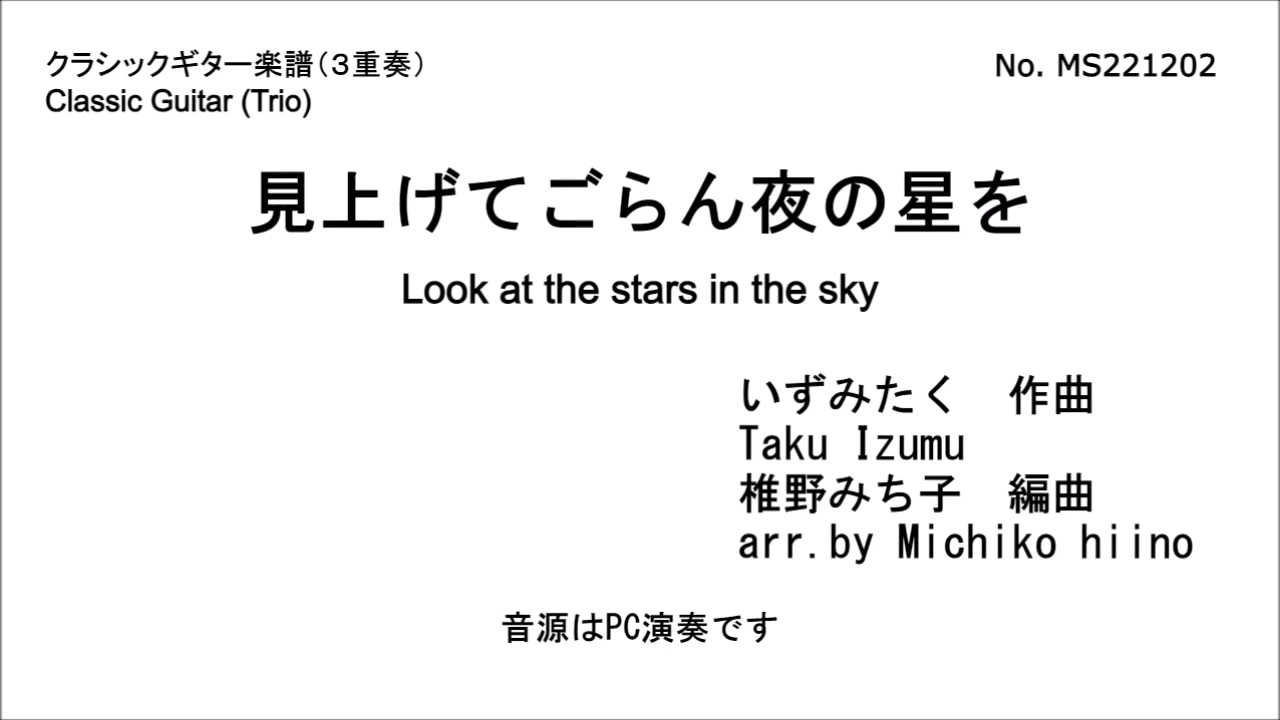 クラシックギター楽譜(３重奏)
No. MS221202
Classic Guitar (Trio)
見上げてごらん夜の星を
Look at the stars in the sky
いずみたく　作曲
Taku Izumu
椎野みち子　編曲
arr.by Michiko hiino
音源はPC演奏です